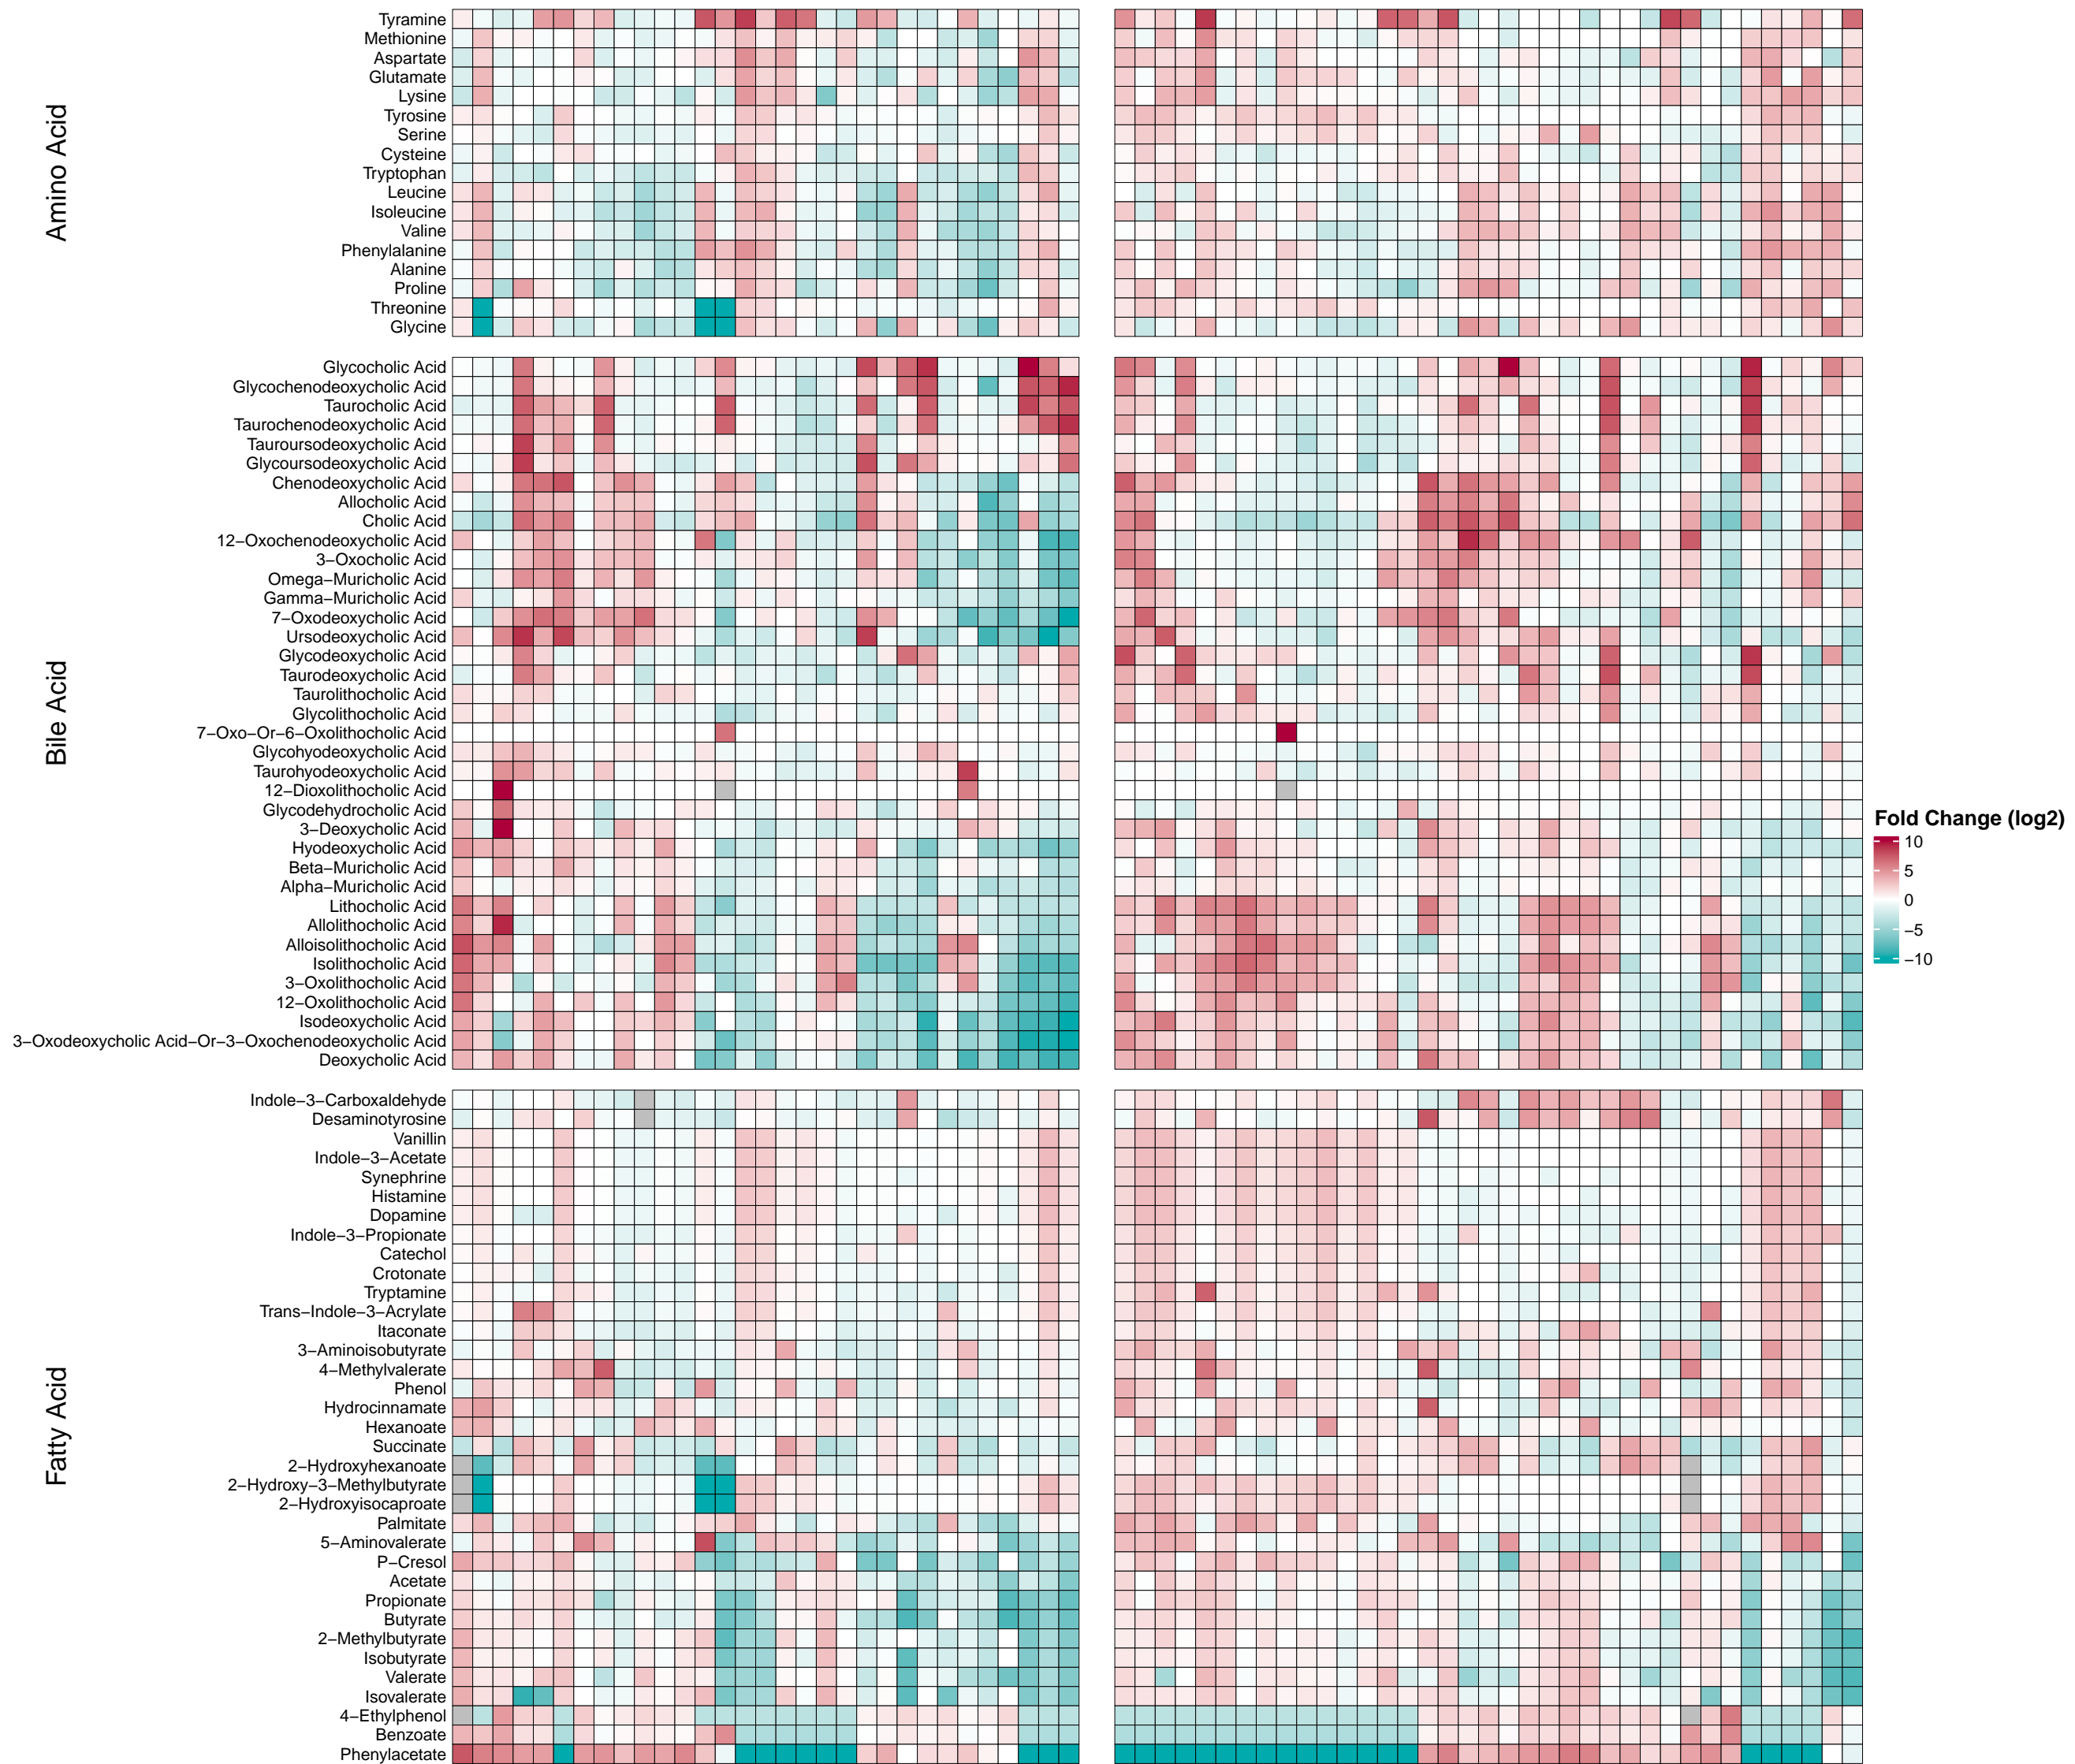 Amino Acid
Tyramine
Methionine
Aspartate
Glutamate
Lysine
Tyrosine
Serine
Cysteine
Tryptophan
Leucine
Isoleucine
Valine
Phenylalanine
Alanine
Proline
Threonine
Glycine
Bile Acid
Glycocholic Acid
Glycochenodeoxycholic Acid
Taurocholic Acid
Taurochenodeoxycholic Acid
Tauroursodeoxycholic Acid
Glycoursodeoxycholic Acid
Chenodeoxycholic Acid
Allocholic Acid
Cholic Acid
12−Oxochenodeoxycholic Acid
3−Oxocholic Acid
Omega−Muricholic Acid
Gamma−Muricholic Acid
7−Oxodeoxycholic Acid
Ursodeoxycholic Acid
Glycodeoxycholic Acid
Taurodeoxycholic Acid
Taurolithocholic Acid
Glycolithocholic Acid
7−Oxo−Or−6−Oxolithocholic Acid
Glycohyodeoxycholic Acid
Taurohyodeoxycholic Acid
12−Dioxolithocholic Acid
Glycodehydrocholic Acid
3−Deoxycholic Acid
Hyodeoxycholic Acid
Beta−Muricholic Acid
Alpha−Muricholic Acid
Lithocholic Acid
Allolithocholic Acid
Alloisolithocholic Acid
Isolithocholic Acid
3−Oxolithocholic Acid
12−Oxolithocholic Acid
Isodeoxycholic Acid
3−Oxodeoxycholic Acid−Or−3−Oxochenodeoxycholic Acid
Deoxycholic Acid
Fatty Acid
Indole−3−Carboxaldehyde
Desaminotyrosine
Vanillin
Indole−3−Acetate
Synephrine
Histamine
Dopamine
Indole−3−Propionate
Catechol
Crotonate
Tryptamine
Trans−Indole−3−Acrylate
Itaconate
3−Aminoisobutyrate
4−Methylvalerate
Phenol
Hydrocinnamate
Hexanoate
Succinate
2−Hydroxyhexanoate
2−Hydroxy−3−Methylbutyrate
2−Hydroxyisocaproate
Palmitate
5−Aminovalerate
P−Cresol
Acetate
Propionate
Butyrate
2−Methylbutyrate
Isobutyrate
Valerate
Isovalerate
4−Ethylphenol
Benzoate
Phenylacetate
Fold Change (log2)
10
5
0
−5
−10